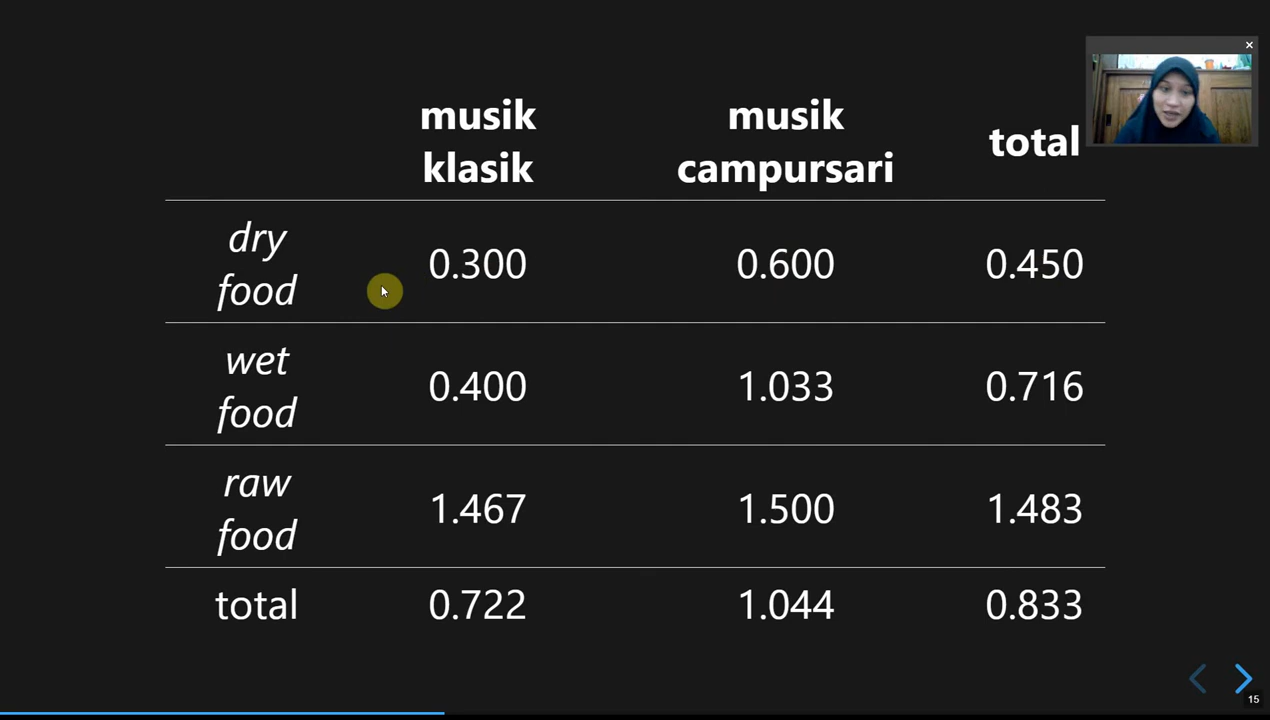 musik klasik musik campursari total
dry food 0.300 0.600 0.450
wet food 0.400 1.033 0.716
raw food 1.467 1.500 1.483
total 0.722 1.044 0.833
15